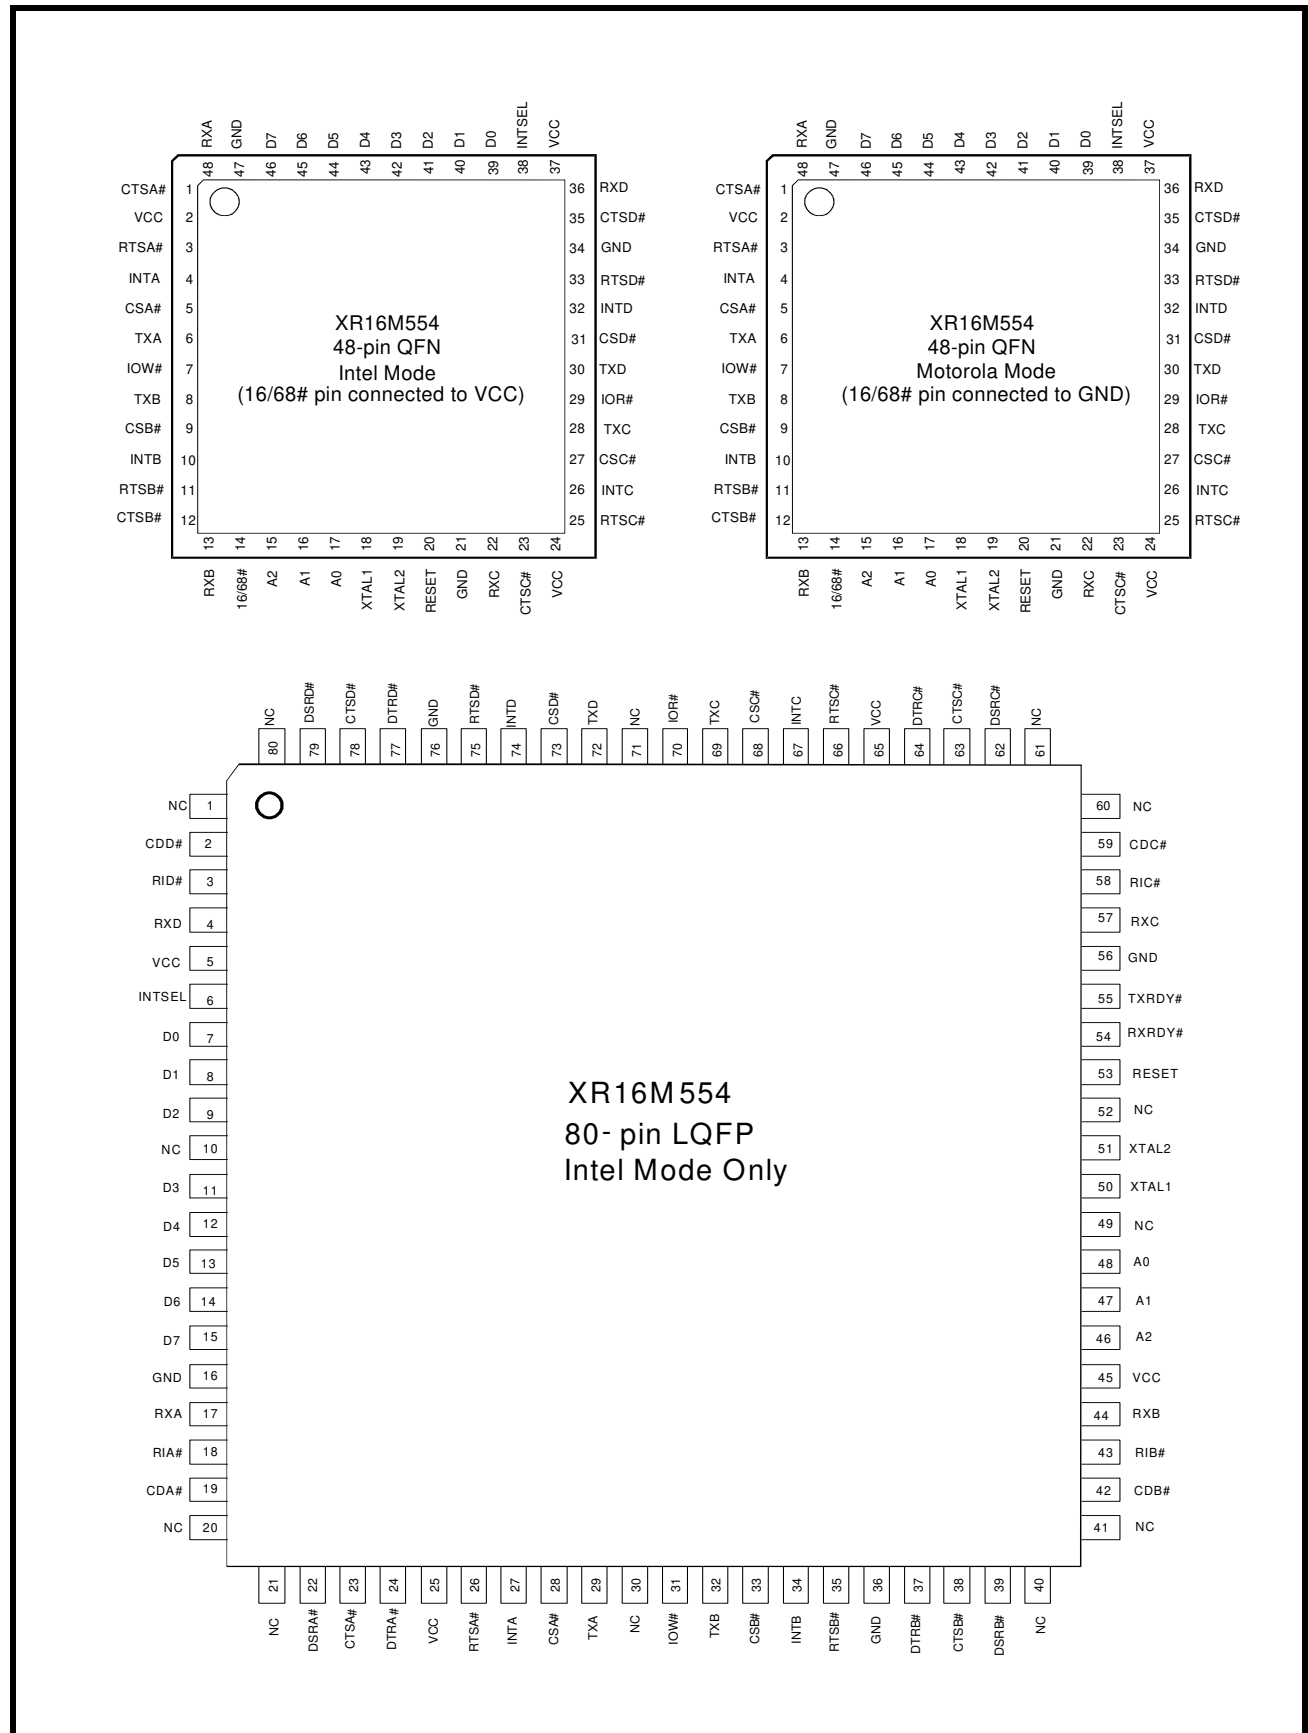 RXA GND D7 D6 D5 D4 D3 D2 D1 D0 INTSEL VCC
48 47 46 45 44 43 42 41 40 39 38 37
CTSA# 1
VCC 2
RTSA# 3
INTA 4
CSA# 5
TXA 6
IOW# 7
TXB 8
CSB# 9
INTB 10
RTSB# 11
CTSB# 12
XR16M554
48-pin QFN
Intel Mode
(16/68# pin connected to VCC)
36 RXD
35 CTSD#
34 GND
33 RTSD#
32 INTD
31 CSD#
30 TXD
29 IOR#
28 TXC
27 CSC#
26 INTC
25 RTSC#
13 14 15 16 17 18 19 20 21 22 23 24
RXB 16/68# A2 A1 A0 XTAL1 XTAL2 RESET GND RXC CTSC# VCC
RXA GND D7 D6 D5 D4 D3 D2 D1 D0 INTSEL VCC
48 47 46 45 44 43 42 41 40 39 38 37
CTSA# 1
VCC 2
RTSA# 3
INTA 4
CSA# 5
TXA 6
IOW# 7
TXB 8
CSB# 9
INTB 10
RTSB# 11
CTSB# 12
XR16M554
48-pin QFN
Motorola Mode
(16/68# pin connected to GND)
36 RXD
35 CTSD#
34 GND
33 RTSD#
32 INTD
31 CSD#
30 TXD
29 IOR#
28 TXC
27 CSC#
26 INTC
25 RTSC#
13 14 15 16 17 18 19 20 21 22 23 24
RXB 16/68# A2 A1 A0 XTAL1 XTAL2 RESET GND RXC CTSC# VCC
NC DSRD# CTSD# DTRD# GND RTSD# INTD CSD# TXD NC IOR# TXC CSC# INTC RTSC# VCC DTRC# CTSC# DSRC# NC
80 79 78 77 76 75 74 73 72 71 70 69 68 67 66 65 64 63 62 61
NC 1
CDD# 2
RID# 3
RXD 4
VCC 5
INTSEL 6
D0 7
D1 8
D2 9
NC 10
D3 11
D4 12
D5 13
D6 14
D7 15
GND 16
RXA 17
RIA# 18
CDA# 19
NC 20
XR16M554
80- pin LQFP
Intel Mode Only
60 NC
59 CDC#
58 RIC#
57 RXC
56 GND
55 TXRDY#
54 RXRDY#
53 RESET
52 NC
51 XTAL2
50 XTAL1
49 NC
48 A0
47 A1
46 A2
45 VCC
44 RXB
43 RIB#
42 CDB#
41 NC
21 22 23 24 25 26 27 28 29 30 31 32 33 34 35 36 37 38 39 40
NC DSRA# CTSA# DTRA# VCC RTSA# INTA CSA# TXA NC IOW# TXB CSB# INTB RTSB# GND DTRB# CTSB# DSRB# NC